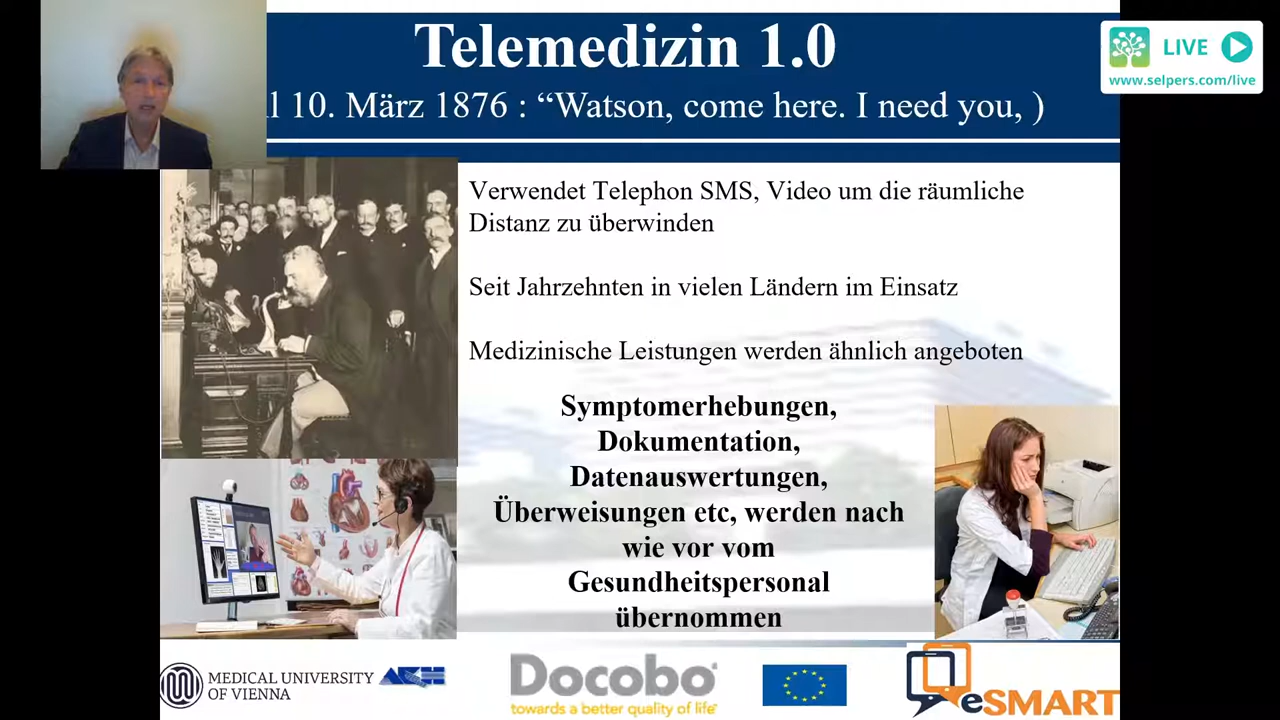 Telemedizin 1.0
10. März 1876 : “Watson, come here. I need you, )
LIVE
www.selpers.com/live
Verwendet Telephon SMS, Video um die räumliche
Distanz zu überwinden
Seit Jahrzehnten in vielen Ländern im Einsatz
Medizinische Leistungen werden ähnlich angeboten
Symptomerhebungen,
Dokumentation,
Datenauswertungen,
Überweisungen etc, werden nach
wie vor vom
Gesundheitspersonal
übernommen
MEDICAL UNIVERSITY
OF VIENNA
Docobo
towards a better quality of life
eSMART